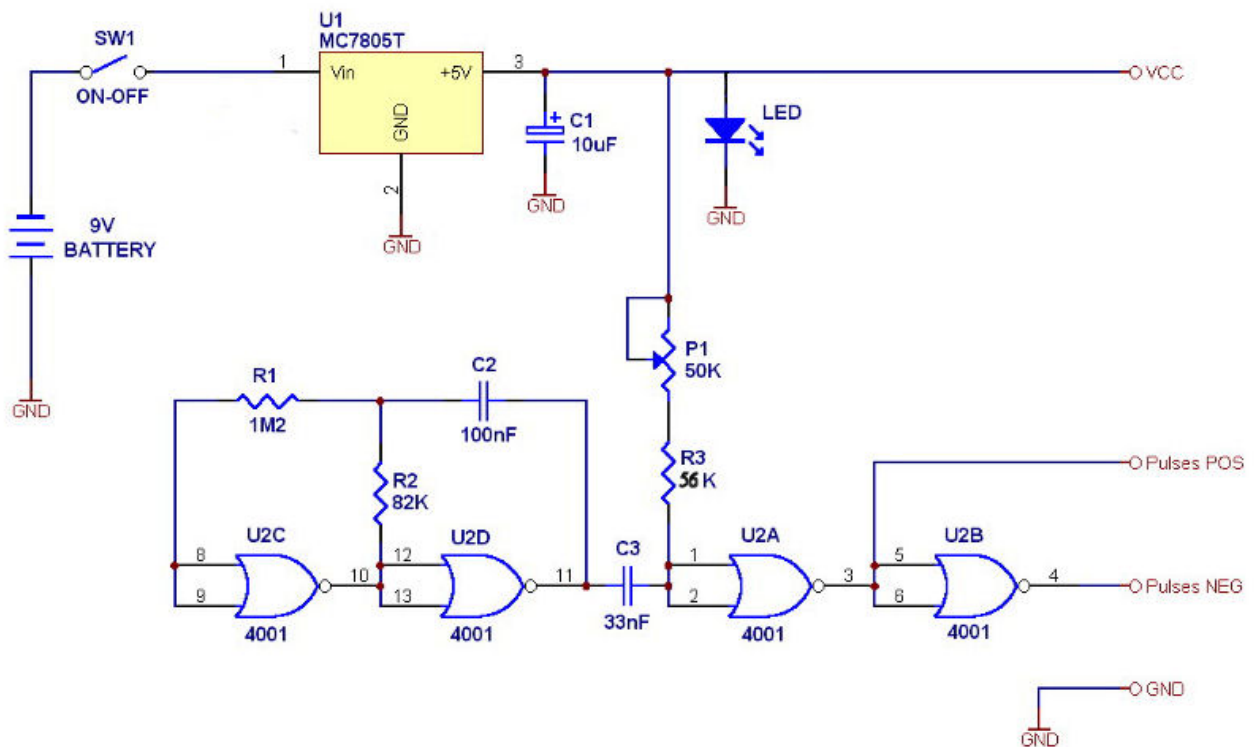 U1
MC7805T
SW1
ON-OFF
1
Vin
+5V
GND
3
2
GND
C1
+
10uF
GND
LED
GND
VCC
9V
BATTERY
GND
P1
50K
R1
1M2
C2
100nF
R2
82K
R3
56 K
U2C
8
9
10
4001
U2D
12
13
11
4001
C3
33nF
U2A
1
2
3
4001
U2B
5
6
4
4001
Pulses POS
Pulses NEG
GND
GND